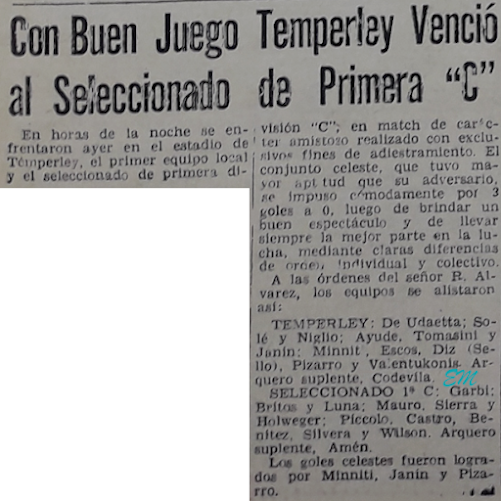 Con Buen Juego Temperley Venció
al Seleccionado de Primera "C"
En horas de la noche se en-
frentaron ayer en el estadio de
Témperley, el primer equipo local
y el seleccionado de primera di-
visión "C"; en match de carác-
ter amistoso realizado con exclu-
sivos fines de adiestramiento. El
conjunto celeste, que tuvo ma-
yor aptitud que su adversario,
se impuso cómodamente por 3
goles a 0, luego de brindar un
buen espectáculo y de llevar
siempre la mejor parte en la lu-
cha, mediante claras diferencias
de orden individual y colectivo.
A las órdenes del señor R. Al-
varez, los equipos se alistaron
así:
TEMPERLEY: De Udaetta; So-
lé y Niglio; Ayude, Tomasini y
Janín; Minniti, Escos, Diz (Se-
llo), Pizarro y Valentukonis. Ar-
quero suplente, Codevila. EM
SELECCIONADO 1ª C: Garbi;
Britos y Luna; Mauro, Sierra y
Holweger; Piccolo, Castro, Be-
nítez, Silvera y Wilson. Arquero
suplente, Amén.
Los goles celestes fueron logra-
dos por Minniti, Janín y Piza-
rro.